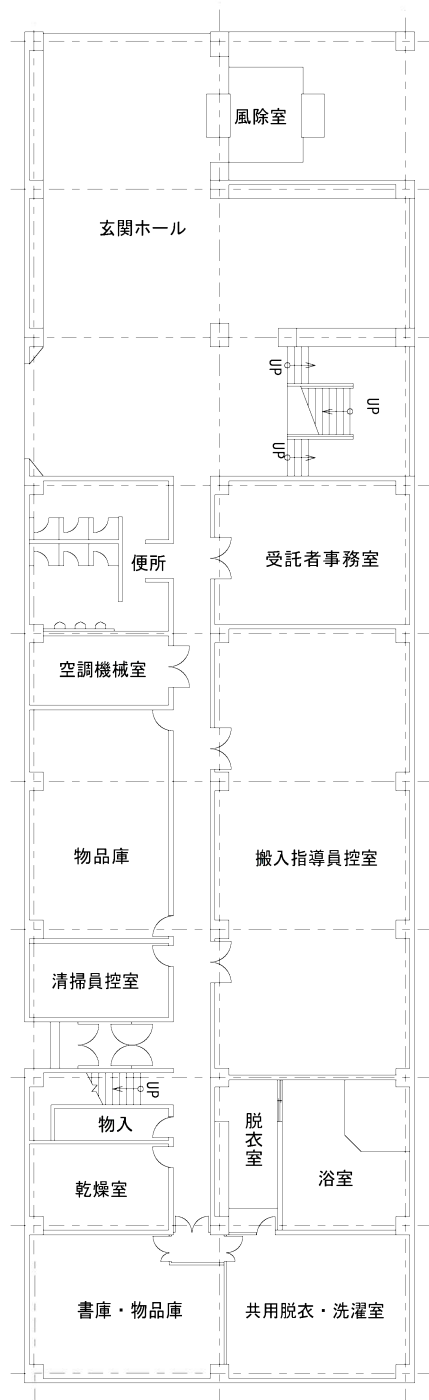 風除室
玄関ホール
UP
UP
UP
便所
受託者事務室
空調機械室
物品庫
搬入指導員控室
清掃員控室
UP
物入
脱衣室
浴室
乾燥室
書庫・物品庫
共用脱衣・洗濯室